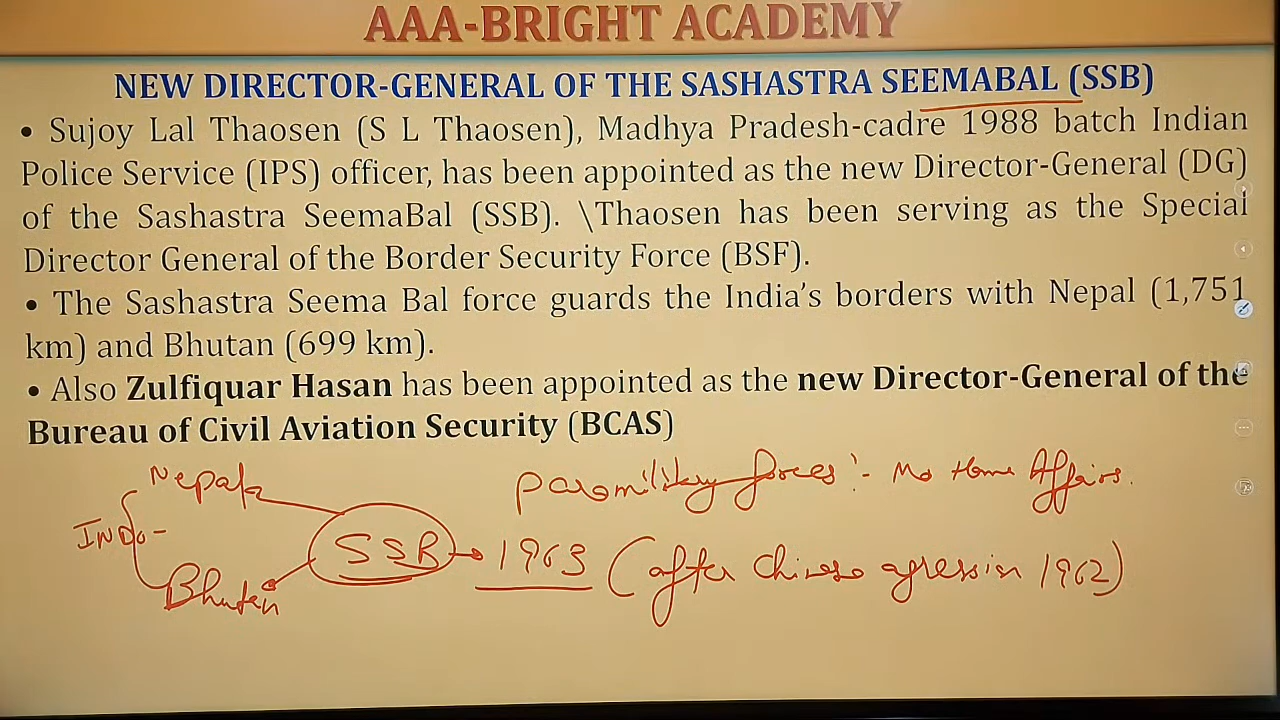 AAA-BRIGHT ACADEMY
NEW DIRECTOR-GENERAL OF THE SASHASTRA SEEMABAL (SSB)
• Sujoy Lal Thaosen (S L Thaosen), Madhya Pradesh-cadre 1988 batch Indian
Police Service (IPS) officer, has been appointed as the new Director-General (DG)
of the Sashastra SeemaBal (SSB). \Thaosen has been serving as the Special
Director General of the Border Security Force (BSF).
• The Sashastra Seema Bal force guards the India's borders with Nepal (1,751
km) and Bhutan (699 km).
• Also Zulfiquar Hasan has been appointed as the new Director-General of the
Bureau of Civil Aviation Security (BCAS)
Nepal
paramilitary forces :- Mo Home Affairs.
INDO-
SSB → 1963 (after Chinese agression 1962)
Bhutan